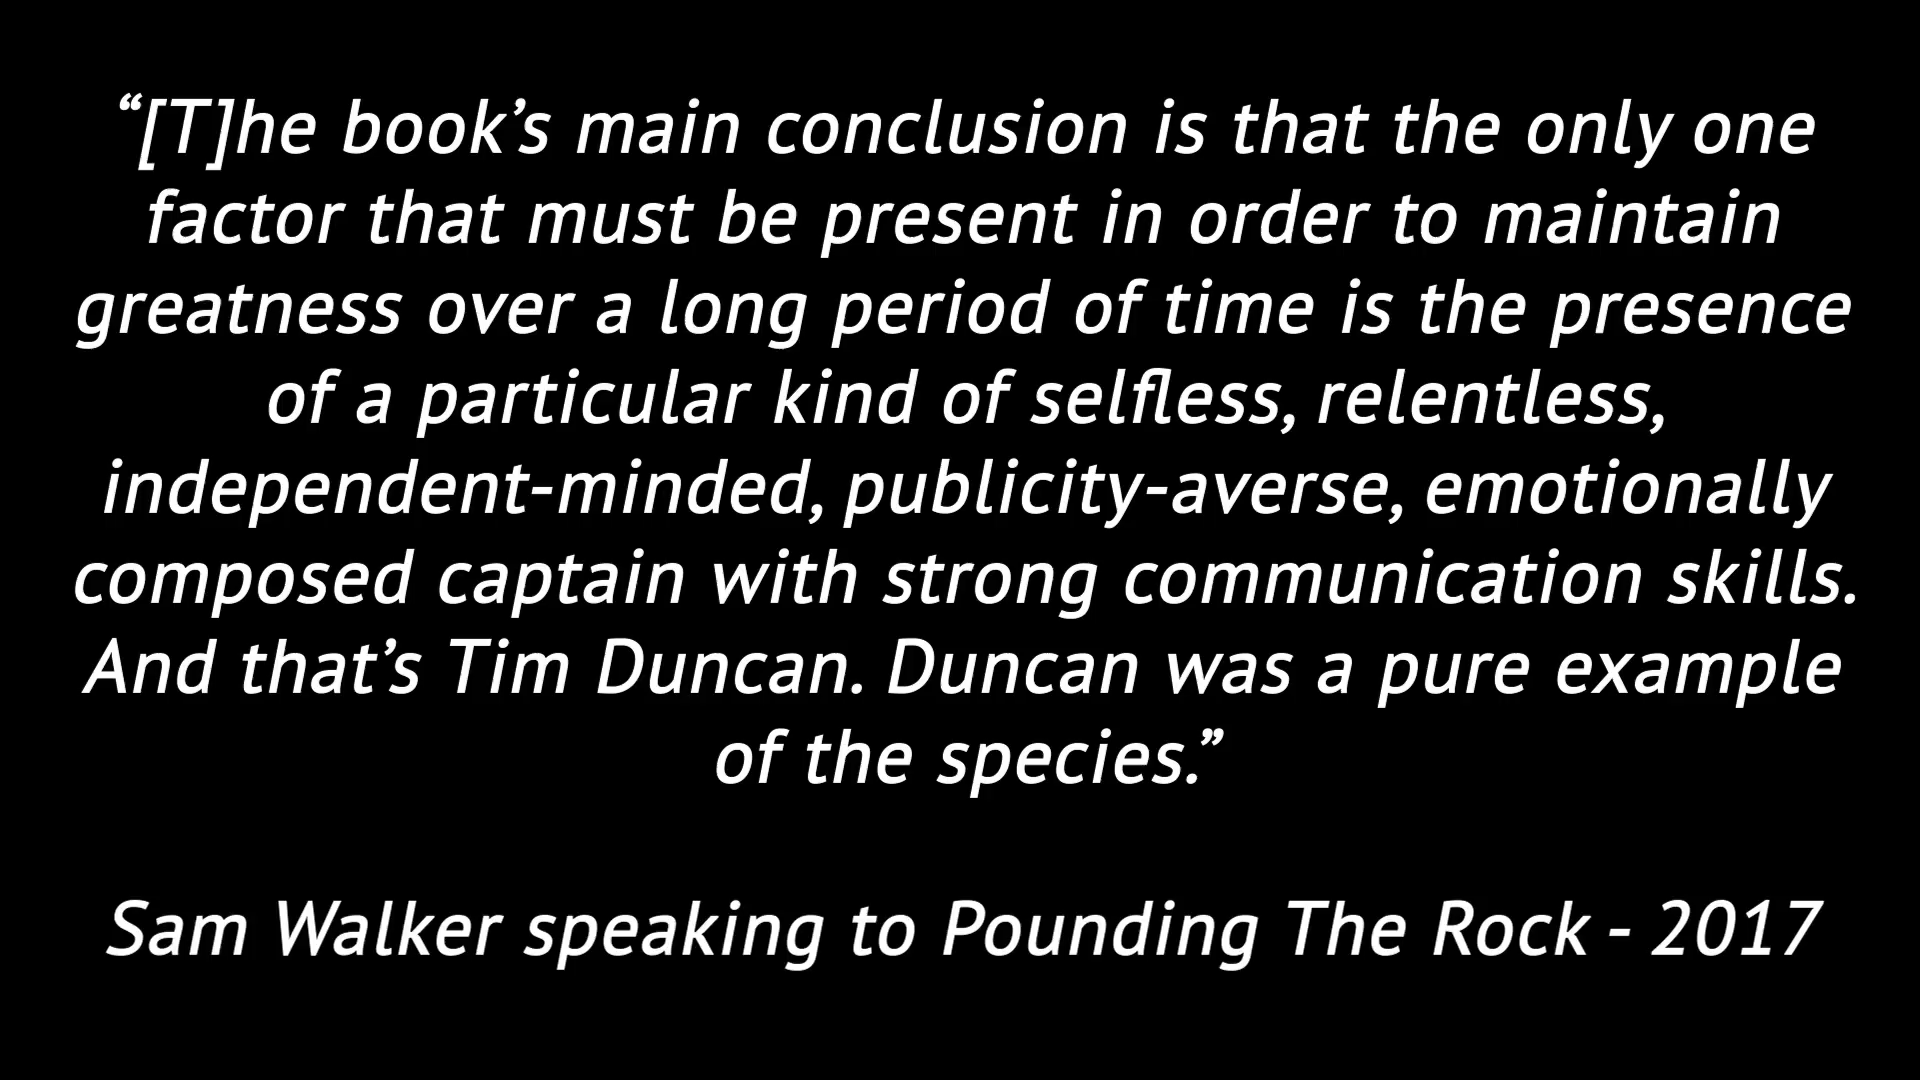 “[T]he book’s main conclusion is that the only one
factor that must be present in order to maintain
greatness over a long period of time is the presence
of a particular kind of selfless, relentless,
independent-minded, publicity-averse, emotionally
composed captain with strong communication skills.
And that’s Tim Duncan. Duncan was a pure example
of the species.”
Sam Walker speaking to Pounding The Rock - 2017